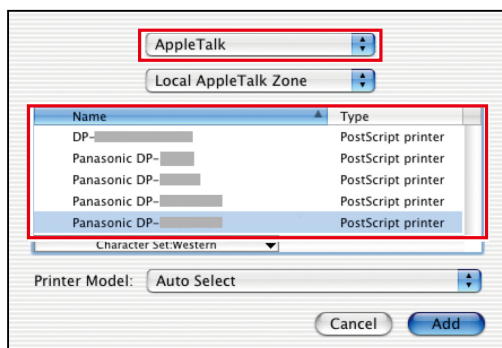 AppleTalk
Local AppleTalk Zone
Name Type
DP- PostScript printer
Panasonic DP- PostScript printer
Panasonic DP- PostScript printer
Panasonic DP- PostScript printer
Panasonic DP- PostScript printer
Character Set:Western
Printer Model: Auto Select
Cancel Add